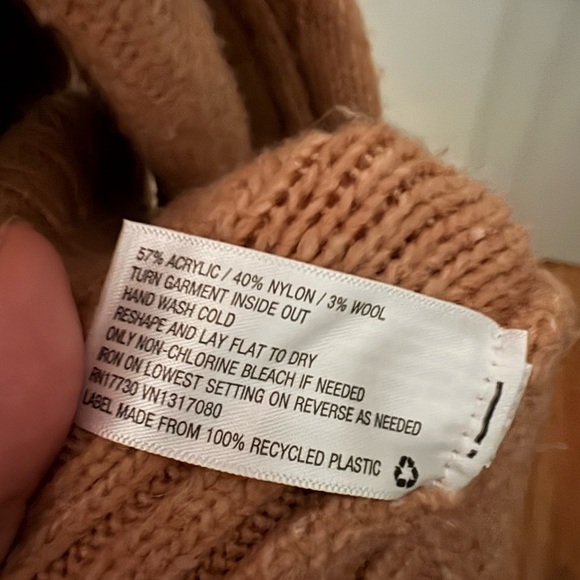 57% ACRYLIC / 40% NYLON / 3% WOOL
TURN GARMENT INSIDE OUT
HAND WASH COLD
RESHAPE AND LAY FLAT TO DRY
ONLY NON-CHLORINE BLEACH IF NEEDED
IRON ON LOWEST SETTING ON REVERSE AS NEEDED
RN17730 VN1317080
LABEL MADE FROM 100% RECYCLED PLASTIC